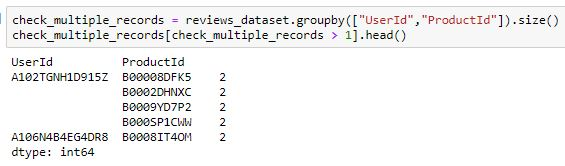 check_multiple_records = reviews_dataset.groupby(["UserId","ProductId"]).size()
check_multiple_records[check_multiple_records > 1].head()
UserId          ProductId
A102TGNH1D915Z  B00008DFK5    2
                B0002DHNXC    2
                B0009YD7P2    2
                B000SP1CWW    2
A106N4B4EG4DR8  B0008IT4OM    2
dtype: int64